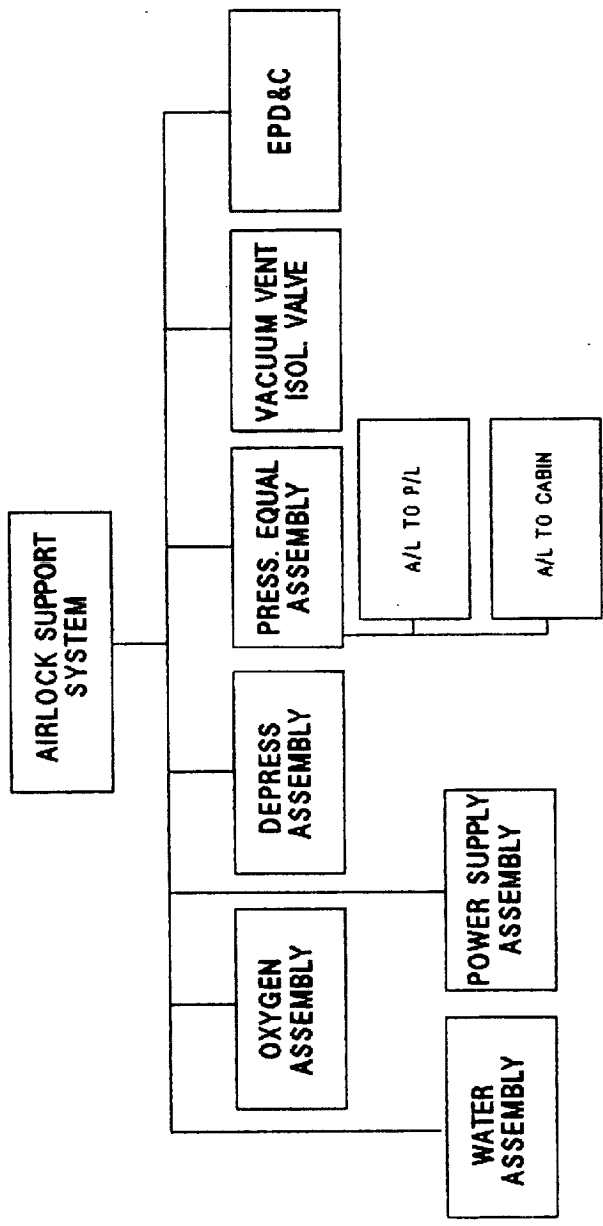 AIRLOCK SUPPORT
SYSTEM
OXYGEN
ASSEMBLY
DEPRESS
ASSEMBLY
PRESS. EQUAL
ASSEMBLY
VACUUM VENT
ISOL. VALVE
EPD&C
WATER
ASSEMBLY
POWER SUPPLY
ASSEMBLY
A/L TO P/L
A/L TO CABIN